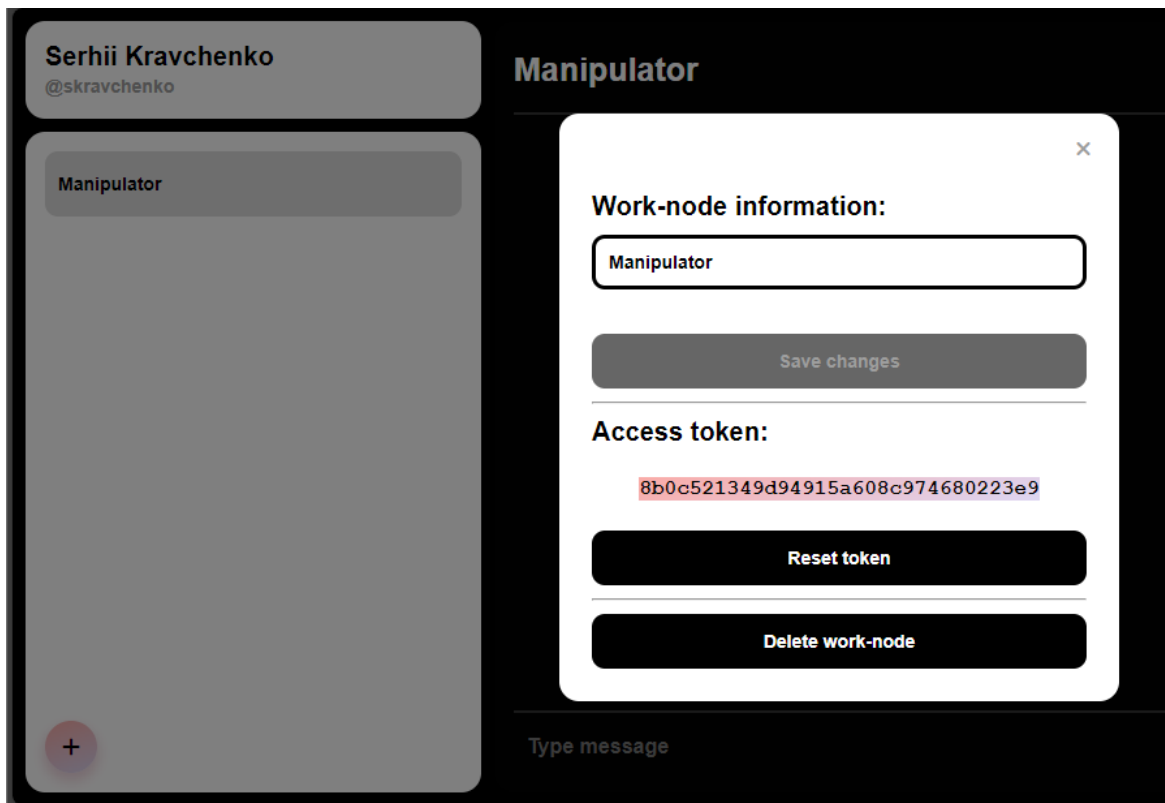 Serhii Kravchenko
@skravchenko
Manipulator
Manipulator
×
Work-node information:
Manipulator
Save changes
Access token:
8b0c521349d94915a608c974680223e9
Reset token
Delete work-node
+
Type message